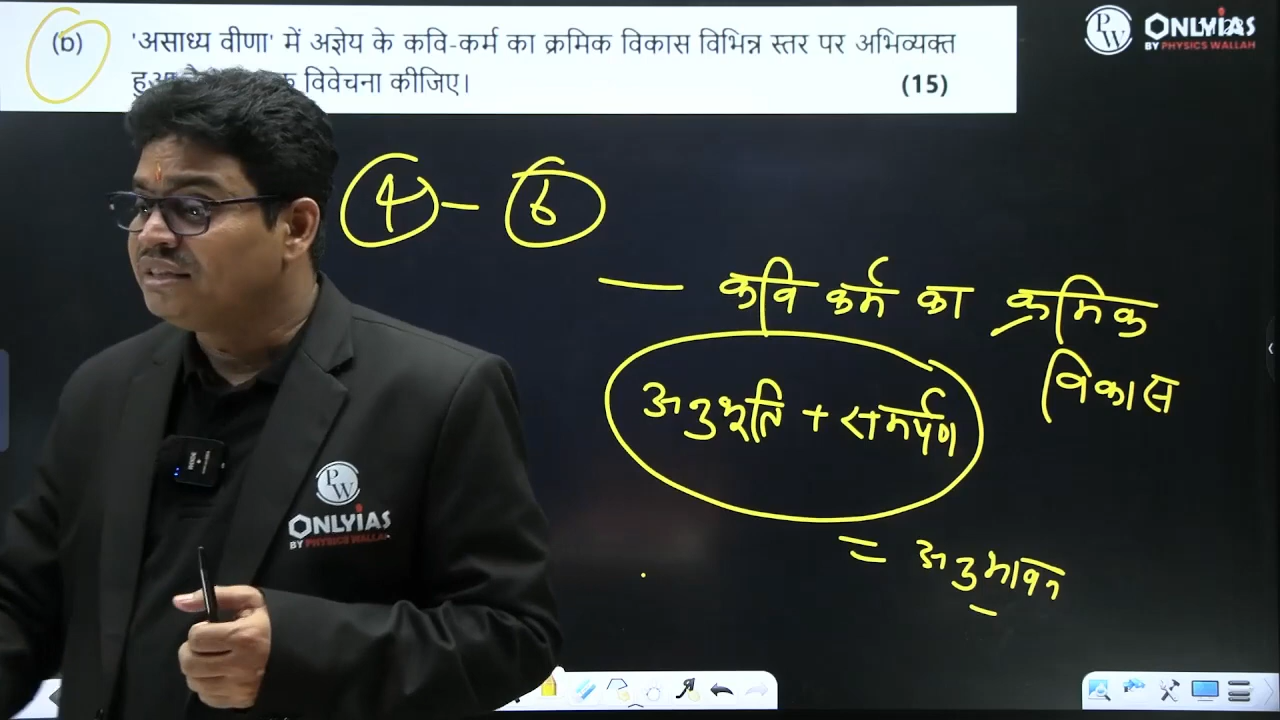 (b) 'असाध्य वीणा' में अज्ञेय के कवि-कर्म का क्रमिक विकास विभिन्न स्तर पर अभिव्यक्त
विवेचना कीजिए। (15)
PW ONLYIAS
BY PHYSICS WALLAH
4 - 6
— कवि कर्म का क्रमिक
विकास
अनुभूति + समर्पण
= अनुभावन
PW
ONLYIAS
BY PHYSICS WALLAH